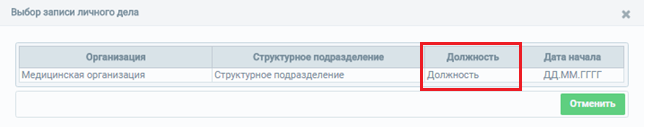 Выбор записи личного дела
Организация Структурное подразделение Должность Дата начала
Медицинская организация Структурное подразделение Должность ДД.ММ.ГГГГ
Отменить